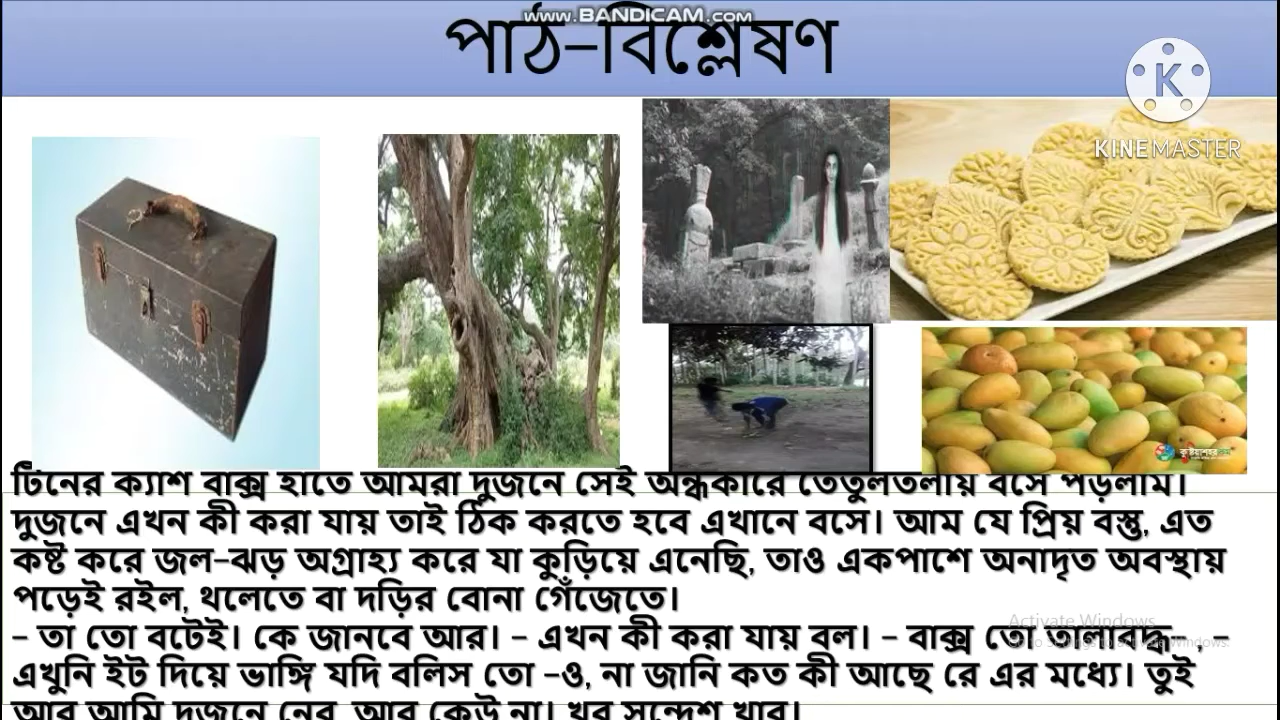 www.BANDICAM.com
পাঠ–বিশ্লেষণ
K
KINEMASTER
টিনের ক্যাশ বাক্স হাতে আমরা দুজনে সেই অন্ধকারে তেঁতুলতলায় বসে পড়লাম।
দুজনে এখন কী করা যায় তাই ঠিক করতে হবে এখানে বসে। আম যে প্রিয় বস্তু, এত
কষ্ট করে জল–ঝড় অগ্রাহ্য করে যা কুড়িয়ে এনেছি, তাও একপাশে অনাদৃত অবস্থায়
পড়েই রইল, থলেতে বা দড়ির বোনা গেঁজেতে।
– তা তো বটেই। কে জানবে আর। – এখন কী করা যায় বল। – বাক্স তো তালাবন্ধ –, –
এখুনি ইট দিয়ে ভাঙ্গি যদি বলিস তো –ও, না জানি কত কী আছে রে এর মধ্যে। তুই
আর আমি দুজনে নেব, আর কেউ না। খুব সন্দেশ খাব।
Activate Windows